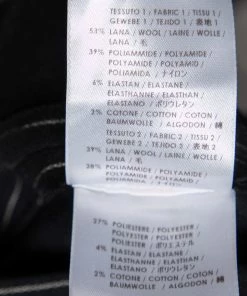 TESSUTO 1 / FABRIC 1 / TISSU 1 /
GEWEBE 1 / TEJIDO 1 / 表地 1
53% LANA / WOOL / LAINE / WOLLE /
LANA / 毛
39% POLIAMMIDE / POLYAMIDE /
POLYAMIDE / POLYAMID /
POLIAMIDA / ナイロン
6% ELASTAN / ELASTANE /
ELASTHANNE / ELASTHAN /
ELASTANO / ポリウレタン
2% COTONE / COTTON / COTON /
BAUMWOLLE / ALGODON / 綿
TESSUTO 2 / FABRIC 2 / TISSU 2 /
GEWEBE 2 / TEJIDO 2 / 表地 2
39% LANA / WOOL / LAINE / WOLLE /
LANA / 毛
POLIAMMIDE / POLYAMIDE /
POLIESTERE / POLYESTER /
POLYESTER / POLYESTER /
ポリエステル
4% ELASTAN / ELASTANE /
ELASTHANNE / ELASTHAN /
ELASTANO / ポリウレタン
2% COTONE / COTTON / COTON /
BAUMWOLLE / ALGODON / 綿